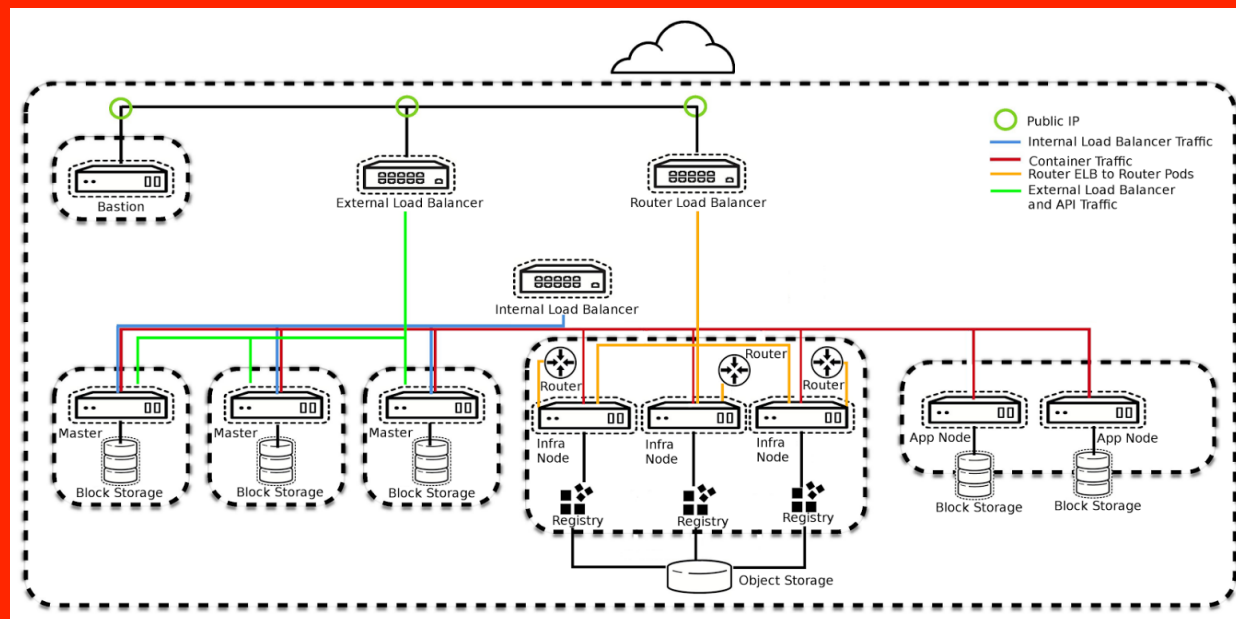 Public IP
Internal Load Balancer Traffic
Container Traffic
Router ELB to Router Pods
External Load Balancer
and API Traffic
Bastion
External Load Balancer
Router Load Balancer
Internal Load Balancer
Router
Router
Router
Master
Master
Master
Infra
Node
Infra
Node
Infra
Node
App Node
App Node
Block Storage
Block Storage
Block Storage
Block Storage
Block Storage
Registry
Registry
Registry
Object Storage